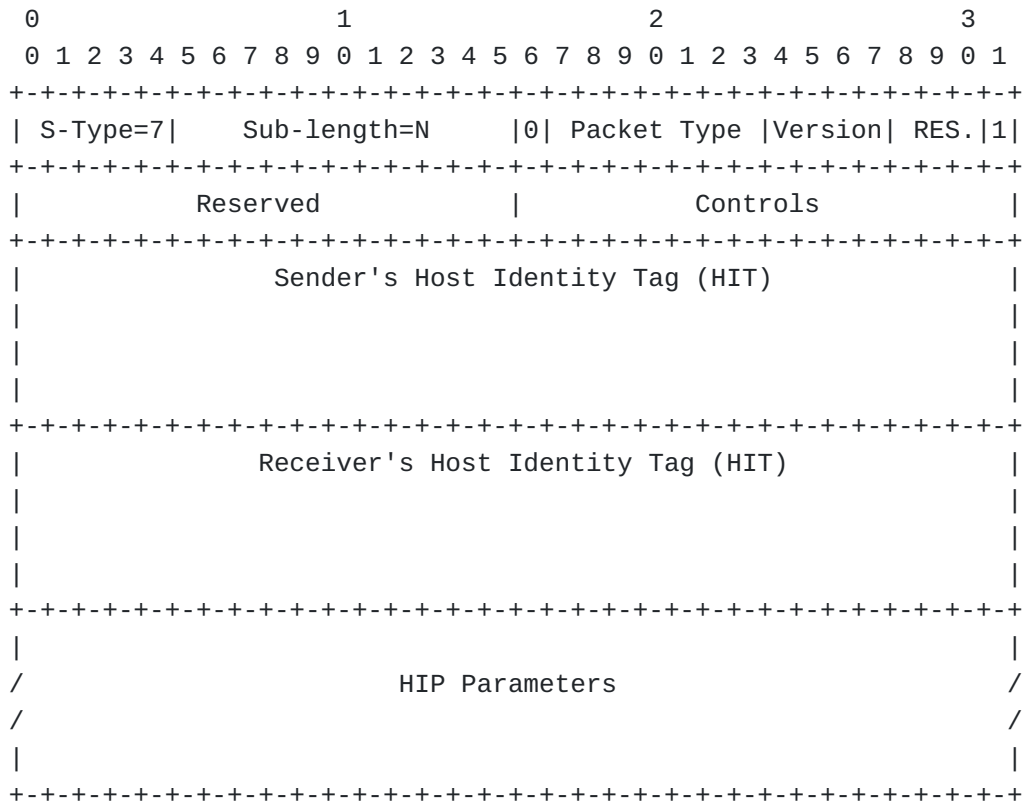 0                   1                   2                   3
 0 1 2 3 4 5 6 7 8 9 0 1 2 3 4 5 6 7 8 9 0 1 2 3 4 5 6 7 8 9 0 1
+-+-+-+-+-+-+-+-+-+-+-+-+-+-+-+-+-+-+-+-+-+-+-+-+-+-+-+-+-+-+-+-+
| S-Type=7|    Sub-length=N     |0| Packet Type |Version| RES.|1|
+-+-+-+-+-+-+-+-+-+-+-+-+-+-+-+-+-+-+-+-+-+-+-+-+-+-+-+-+-+-+-+-+
|           Reserved            |           Controls            |
+-+-+-+-+-+-+-+-+-+-+-+-+-+-+-+-+-+-+-+-+-+-+-+-+-+-+-+-+-+-+-+-+
|                Sender's Host Identity Tag (HIT)               |
|                                                               |
|                                                               |
|                                                               |
+-+-+-+-+-+-+-+-+-+-+-+-+-+-+-+-+-+-+-+-+-+-+-+-+-+-+-+-+-+-+-+-+
|               Receiver's Host Identity Tag (HIT)              |
|                                                               |
|                                                               |
|                                                               |
+-+-+-+-+-+-+-+-+-+-+-+-+-+-+-+-+-+-+-+-+-+-+-+-+-+-+-+-+-+-+-+-+
|                                                               |
/                        HIP Parameters                         /
/                                                               /
|                                                               |
+-+-+-+-+-+-+-+-+-+-+-+-+-+-+-+-+-+-+-+-+-+-+-+-+-+-+-+-+-+-+-+-+